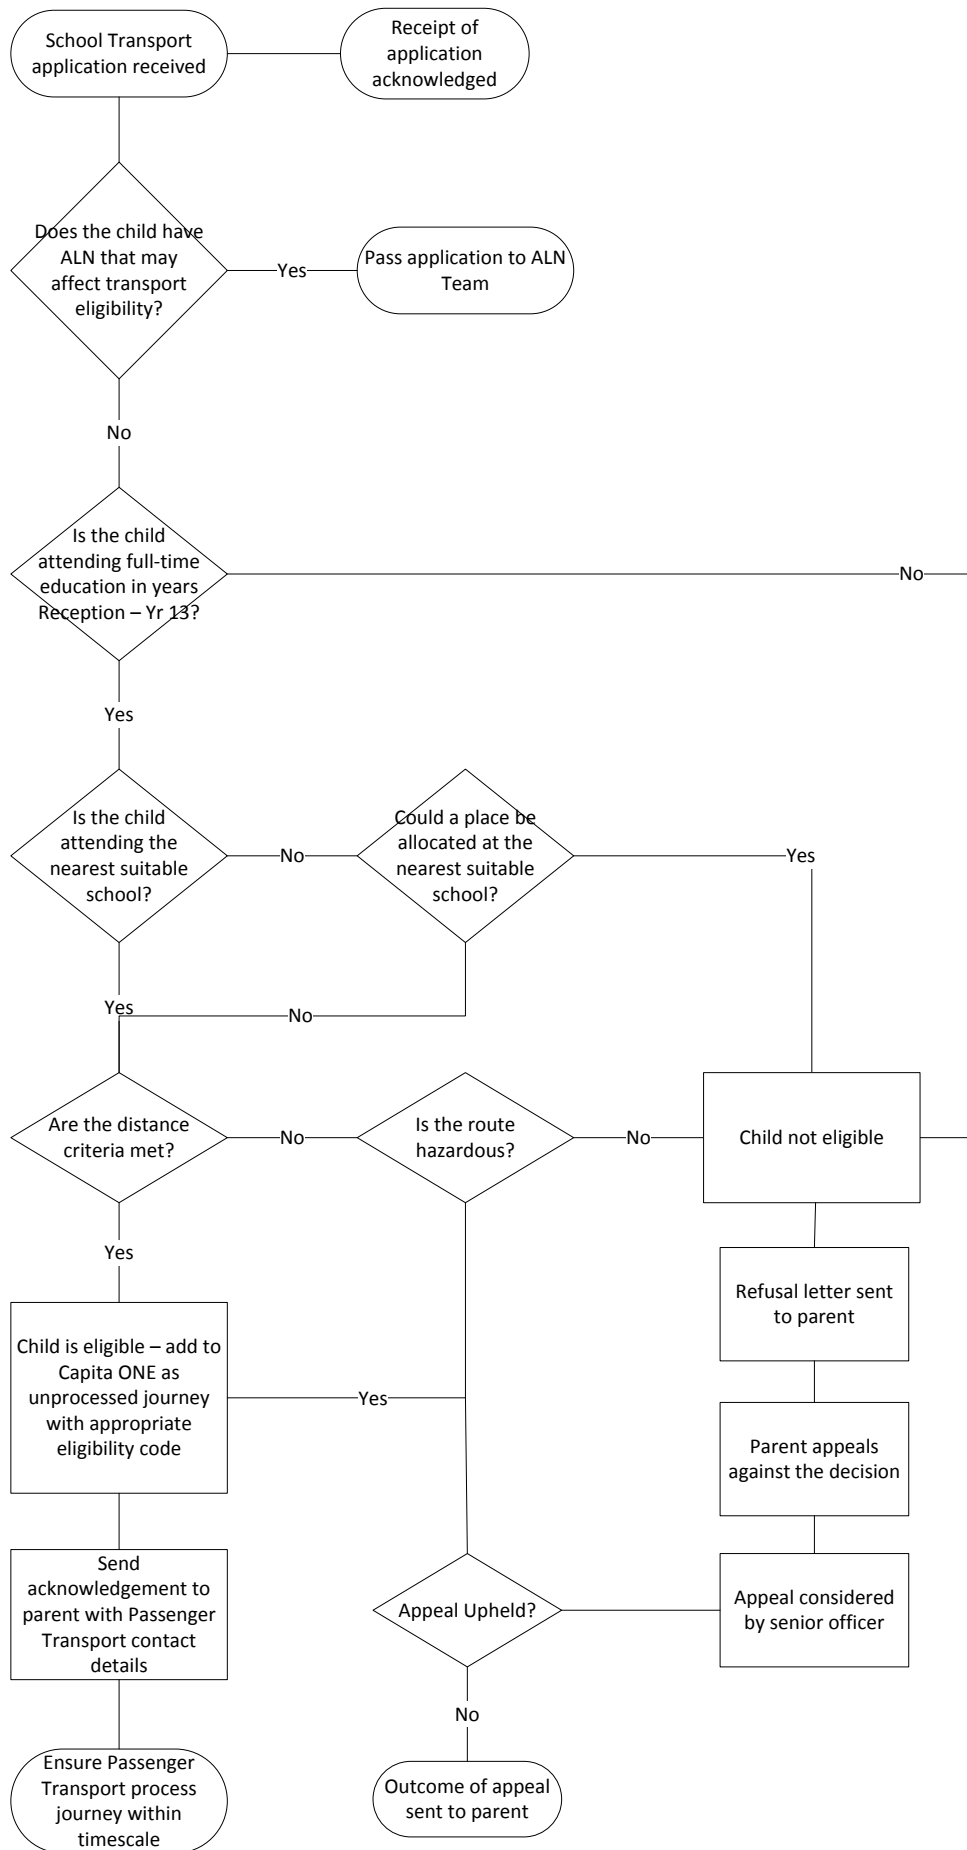 School Transport
application received
Receipt of
application
acknowledged
Does the child have
ALN that may
affect transport
eligibility?
Yes
Pass application to ALN
Team
No
Is the child
attending full-time
education in years
Reception – Yr 13?
No
Yes
Is the child
attending the
nearest suitable
school?
No
Could a place be
allocated at the
nearest suitable
school?
Yes
Yes
No
Are the distance
criteria met?
No
Is the route
hazardous?
No
Child not eligible
Yes
Refusal letter sent
to parent
Child is eligible – add to
Capita ONE as
unprocessed journey
with appropriate
eligibility code
Yes
Parent appeals
against the decision
Send
acknowledgement to
parent with Passenger
Transport contact
details
Appeal Upheld?
Appeal considered
by senior officer
No
Ensure Passenger
Transport process
journey within
timescale
Outcome of appeal
sent to parent